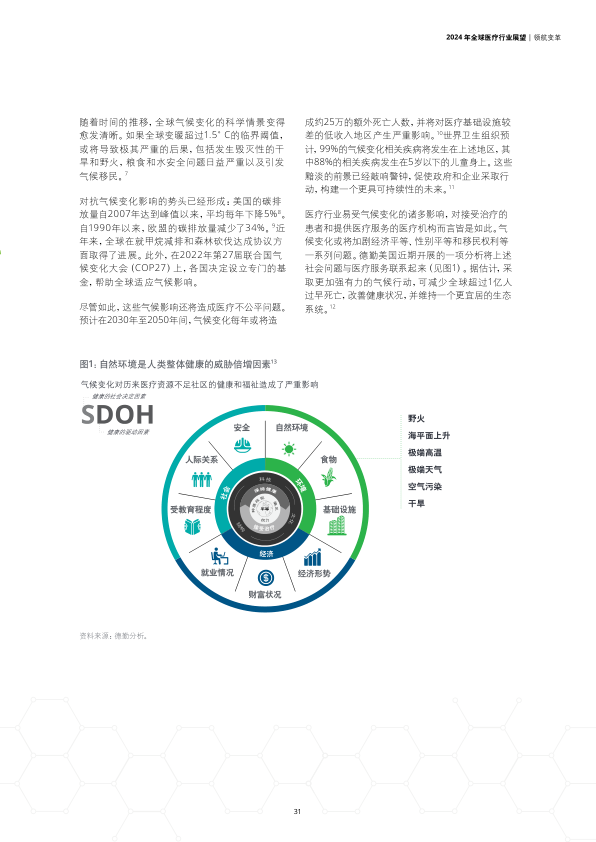 2024 年全球医疗行业展望 | 领航变革
随着时间的推移，全球气候变化的科学情景变得
愈发清晰。如果全球变暖超过1.5° C的临界阈值，
或将导致极其严重的后果，包括发生毁灭性的干
旱和野火，粮食和水安全问题日益严重以及引发
气候移民。7
对抗气候变化影响的势头已经形成：美国的碳排
放量自2007年达到峰值以来，平均每年下降5%8。
自1990年以来，欧盟的碳排放量减少了34%。9近
年来，全球在就甲烷减排和森林砍伐达成协议方
面取得了进展。此外，在2022年第27届联合国气
候变化大会（COP27）上，各国决定设立专门的基
金，帮助全球适应气候影响。
尽管如此，这些气候影响还将造成医疗不公平问题。
预计在2030年至2050年间，气候变化每年或将造
成约25万的额外死亡人数，并将对医疗基础设施较
差的低收入地区产生严重影响。10世界卫生组织预
计，99%的气候变化相关疾病将发生在上述地区，其
中88%的相关疾病发生在5岁以下的儿童身上。这些
黯淡的前景已经敲响警钟，促使政府和企业采取行
动，构建一个更具可持续性的未来。11
医疗行业易受气候变化的诸多影响，对接受治疗的
患者和提供医疗服务的医疗机构而言皆是如此。气
候变化或将加剧经济平等、性别平等和移民权利等
一系列问题。德勤美国近期开展的一项分析将上述
社会问题与医疗服务联系起来（见图1）。据估计，采
取更加强有力的气候行动，可减少全球超过1亿人
过早死亡，改善健康状况，并维持一个更宜居的生态
系统。12
图1：自然环境是人类整体健康的威胁倍增因素13
气候变化对历来医疗资源不足社区的健康和福祉造成了严重影响
健康的社会决定因素
SDOH
健康的驱动因素
安全
自然环境
人际关系
食物
受教育程度
基础设施
就业情况
经济形势
财富状况
社会
环境
经济
科技
野火
海平面上升
极端高温
极端天气
空气污染
干旱
资料来源：德勤分析。
31